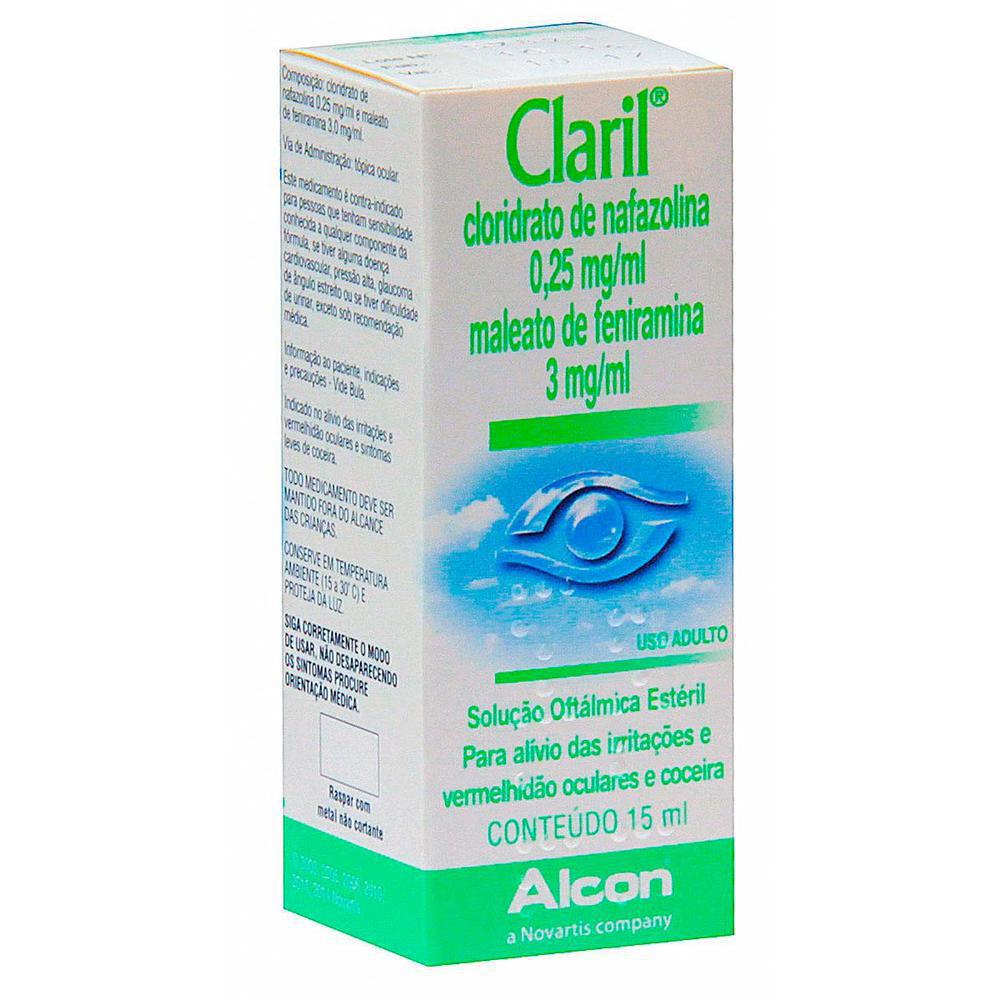 Claril®
cloridrato de nafazolina
0,25 mg/ml
maleato de feniramina
3 mg/ml
USO ADULTO
Solução Oftálmica Estéril
Para alívio das irritações e
vermelhidão oculares e coceira
CONTEÚDO 15 ml
Alcon
a Novartis company
Composição: cloridrato de
nafazolina 0,25 mg/ml e maleato
de feniramina 3,0 mg/ml.
Via de Administração: tópica ocular.
Este medicamento é contra-indicado
para pessoas que tenham sensibilidade
conhecida a qualquer componente da
fórmula, se tiver alguma doença
cardiovascular, pressão alta, glaucoma
de ângulo estreito ou se tiver dificuldade
de urinar, exceto sob recomendação
médica.
Informação ao paciente, indicações
e precauções - Vide Bula.
Indicado no alívio das irritações e
vermelhidão oculares e sintomas
leves de coceira.
TODO MEDICAMENTO DEVE SER
MANTIDO FORA DO ALCANCE
DAS CRIANÇAS.
CONSERVE EM TEMPERATURA
AMBIENTE (15 a 30° C) E
PROTEJA DA LUZ.
SIGA CORRETAMENTE O MODO
DE USAR. NÃO DESAPARECENDO
OS SINTOMAS PROCURE
ORIENTAÇÃO MÉDICA.
Raspar com
metal não cortante